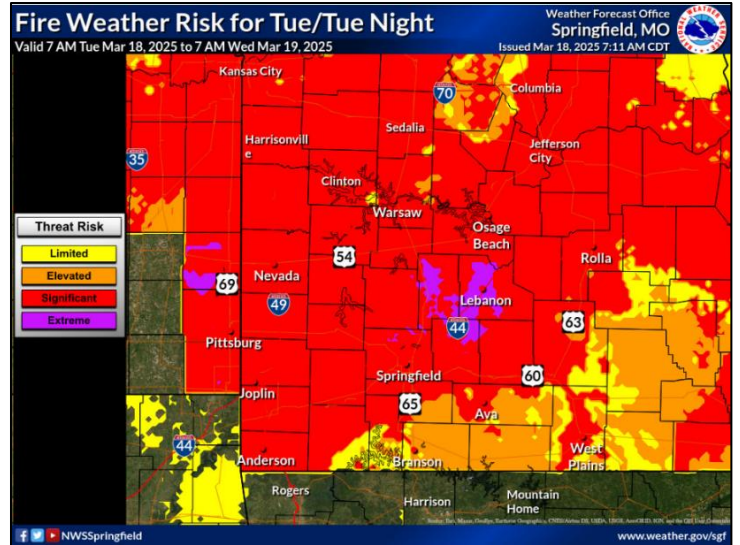 Fire Weather Risk for Tue/Tue Night
Valid 7 AM Tue Mar 18, 2025 to 7 AM Wed Mar 19, 2025
Weather Forecast Office
Springfield, MO
Issued Mar 18, 2025 7:11 AM CDT
Kansas City
70
Columbia
Sedalia
Harrisonvill
e
Jefferson
City
35
Clinton
Warsaw
Osage
Beach
Threat Risk
Limited
Elevated
Significant
Extreme
54
Rolla
69
Nevada
49
Lebanon
44
63
Pittsburg
Springfield
60
Joplin
65
Ava
44
Anderson
Branson
West
Plains
Rogers
Harrison
Mountain
Home
NWSSpringfield
www.weather.gov/sgf